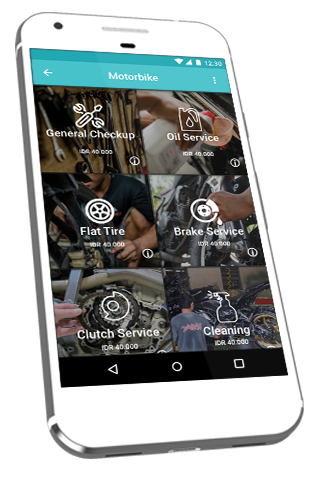 12:30
Motorbike
General Checkup
IDR 40.000
Oil Service
IDR 40.000
Flat Tire
IDR 40.000
Brake Service
IDR 40.000
Clutch Service
IDR 40.000
Cleaning
IDR 40.000